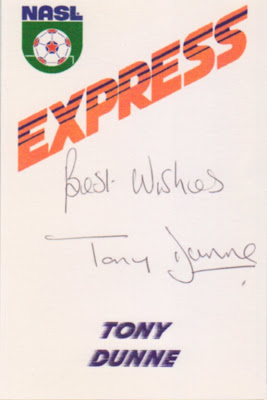 NASL
EXPRESS
Best Wishes
Tony Dunne
TONY
DUNNE